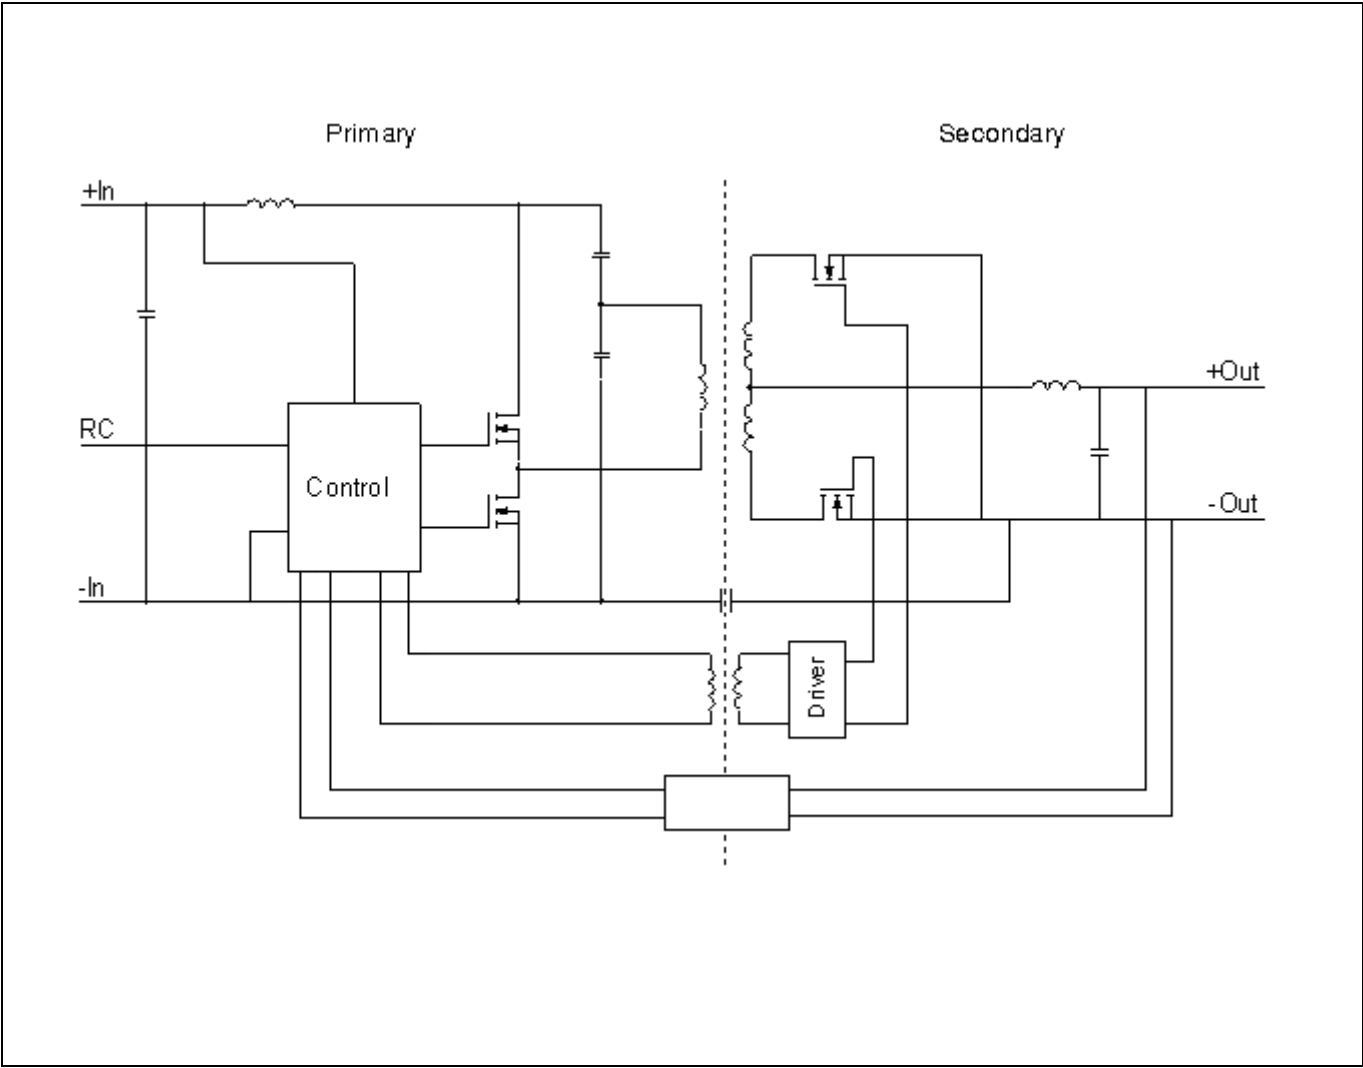 Primary
Secondary
+In
+Out
RC
Control
-Out
-In
Driver